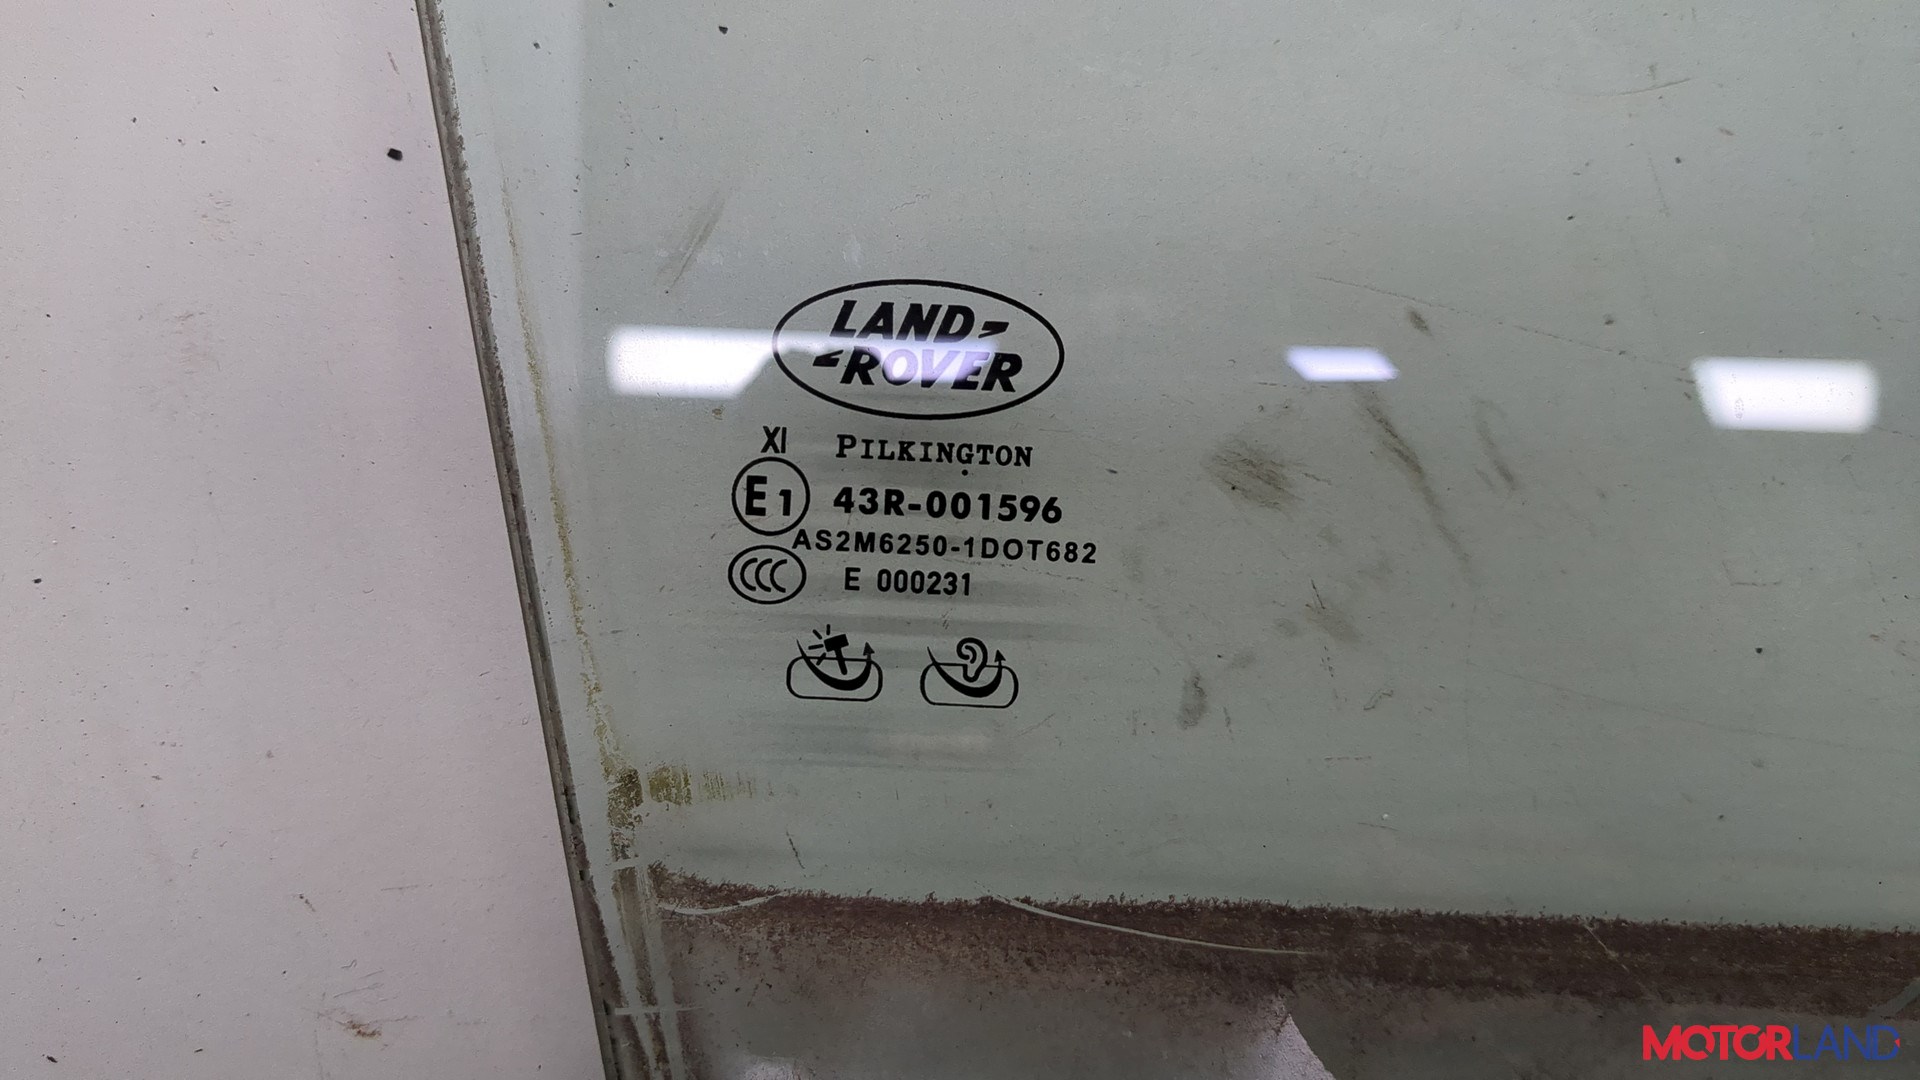 LAND
ROVER
XI PILKINGTON
E1 43R-001596
AS2M6250-1DOT682
CCC E 000231
MOTORLAND